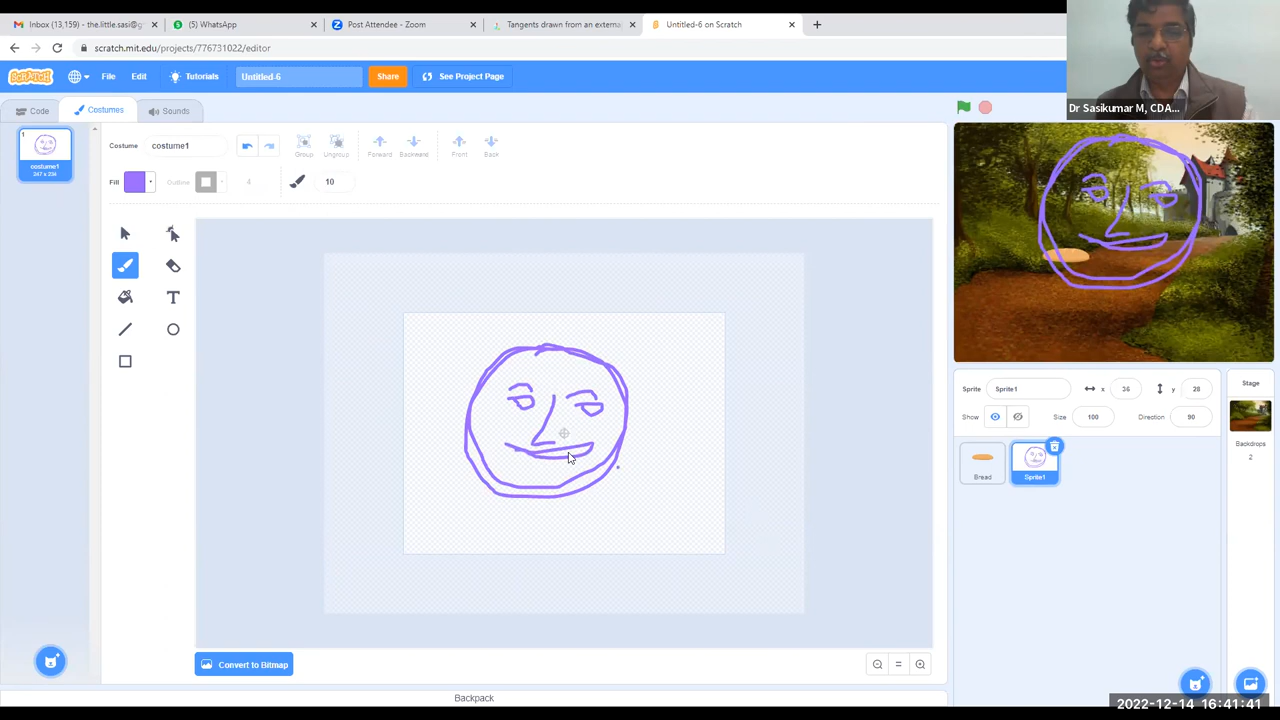 Inbox (13,159) - the.little.sasi@g
(5) WhatsApp
Post Attendee - Zoom
Tangents drawn from an externa
Untitled-6 on Scratch
scratch.mit.edu/projects/776731022/editor
SCRATCH
File
Edit
Tutorials
Untitled-6
Share
See Project Page
Dr Sasikumar M, CDA...
Code
Costumes
Sounds
1
costume1
247 x 236
Costume
costume1
Group
Ungroup
Forward
Backward
Front
Back
Fill
Outline
4
10
T
Sprite
Sprite1
x
36
y
28
Show
Size
100
Direction
90
Stage
Backdrops
2
Bread
Sprite1
Convert to Bitmap
Backpack
2022-12-14 16:41:41